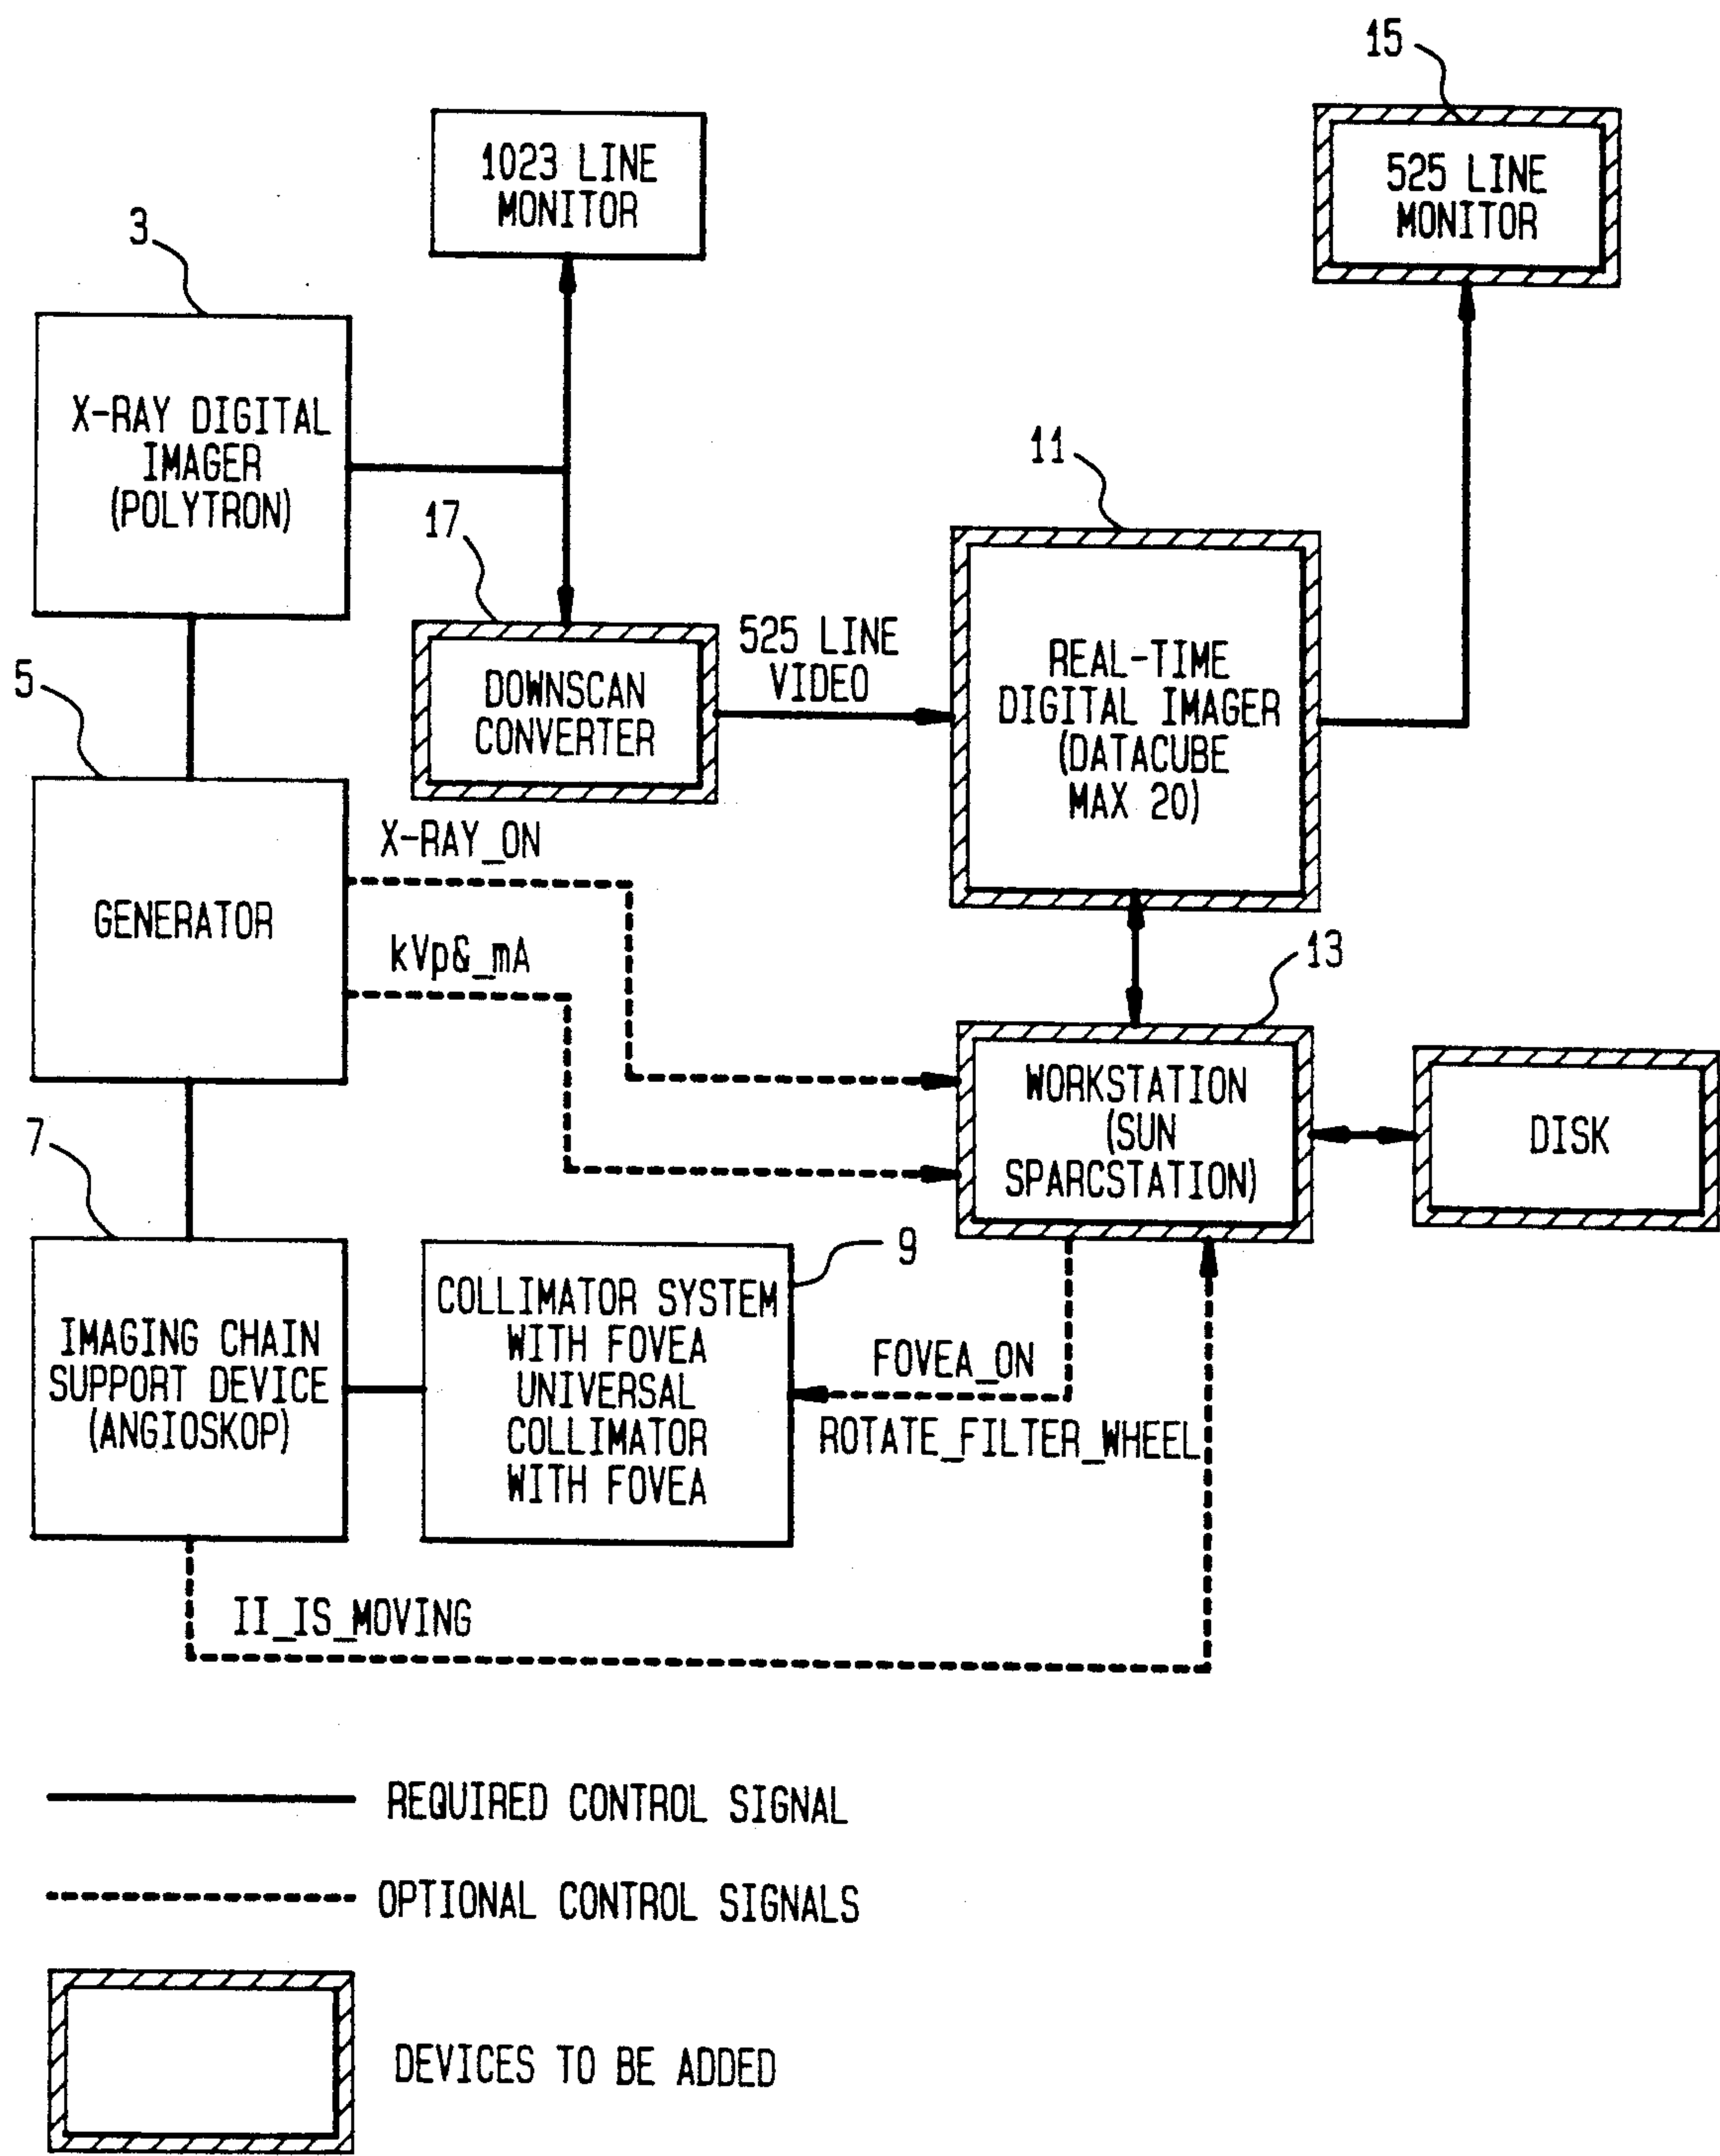 15
1023 LINE
MONITOR
525 LINE
MONITOR
3
X-RAY DIGITAL
IMAGER
(POLYTRON)
11
17
525 LINE
VIDEO
REAL-TIME
DIGITAL IMAGER
(DATACUBE
MAX 20)
5
DOWNSCAN
CONVERTER
X-RAY_ON
GENERATOR
kVp&_mA
13
WORKSTATION
(SUN
SPARCSTATION)
DISK
7
9
IMAGING CHAIN
SUPPORT DEVICE
(ANGIOSKOP)
COLLIMATOR SYSTEM
WITH FOVEA
UNIVERSAL
COLLIMATOR
WITH FOVEA
FOVEA_ON
ROTATE_FILTER_WHEEL
II_IS_MOVING
REQUIRED CONTROL SIGNAL
OPTIONAL CONTROL SIGNALS
DEVICES TO BE ADDED